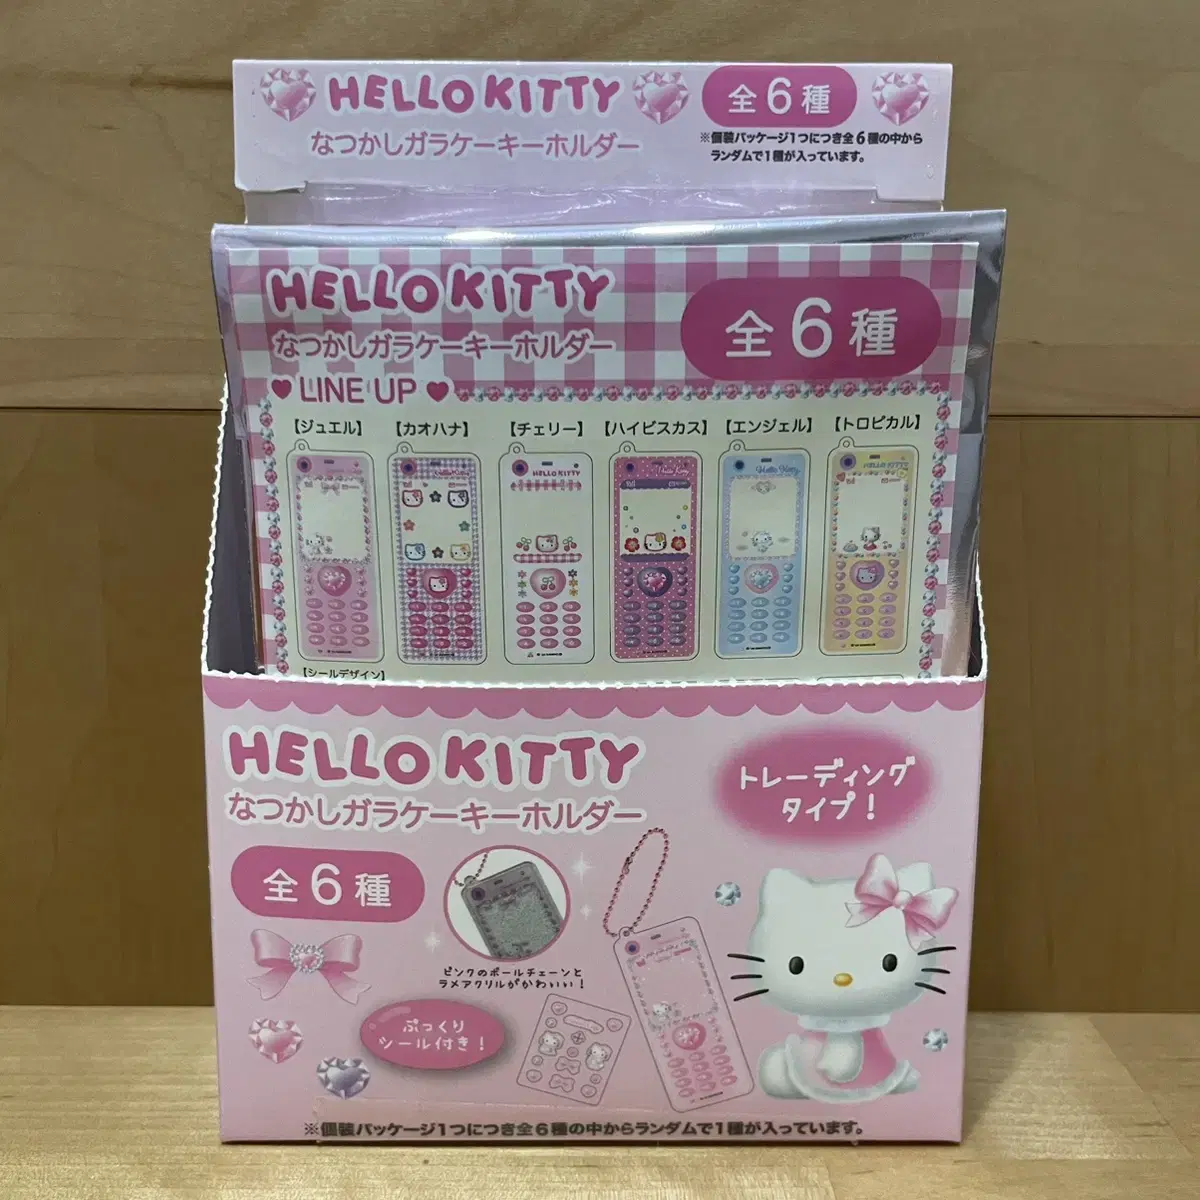 HELLO KITTY
なつかしガラケーキーホルダー
全6種
※個装パッケージ1つにつき全6種の中から
ランダムで1種が入っています。
HELLO KITTY
なつかしガラケーキーホルダー
全6種
♥ LINE UP ♥
【ジュエル】
【カオハナ】
【チェリー】
【ハイビスカス】
【エンジェル】
【トロピカル】
HELLO KITTY
Hello Kitty
HELLO KITTY
【シールデザイン】
HELLO KITTY
なつかしガラケーキーホルダー
トレーディング
タイプ!
全6種
ピンクのボールチェーンと
ラメアクリルがかわいい!
ぷっくり
シール付き!
※個装パッケージ1つにつき全6種の中からランダムで1種が入っています。